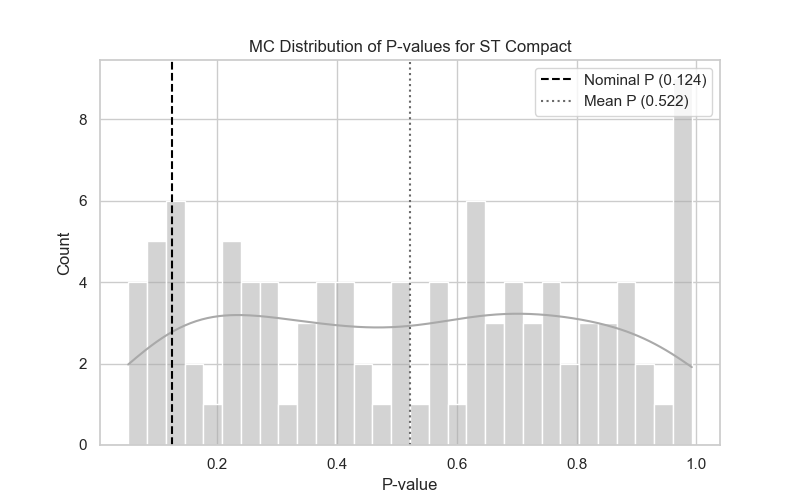 MC Distribution of P-values for ST Compact
Nominal P (0.124)
Mean P (0.522)
Count
8
6
4
2
0
0.2 0.4 0.6 0.8 1.0
P-value